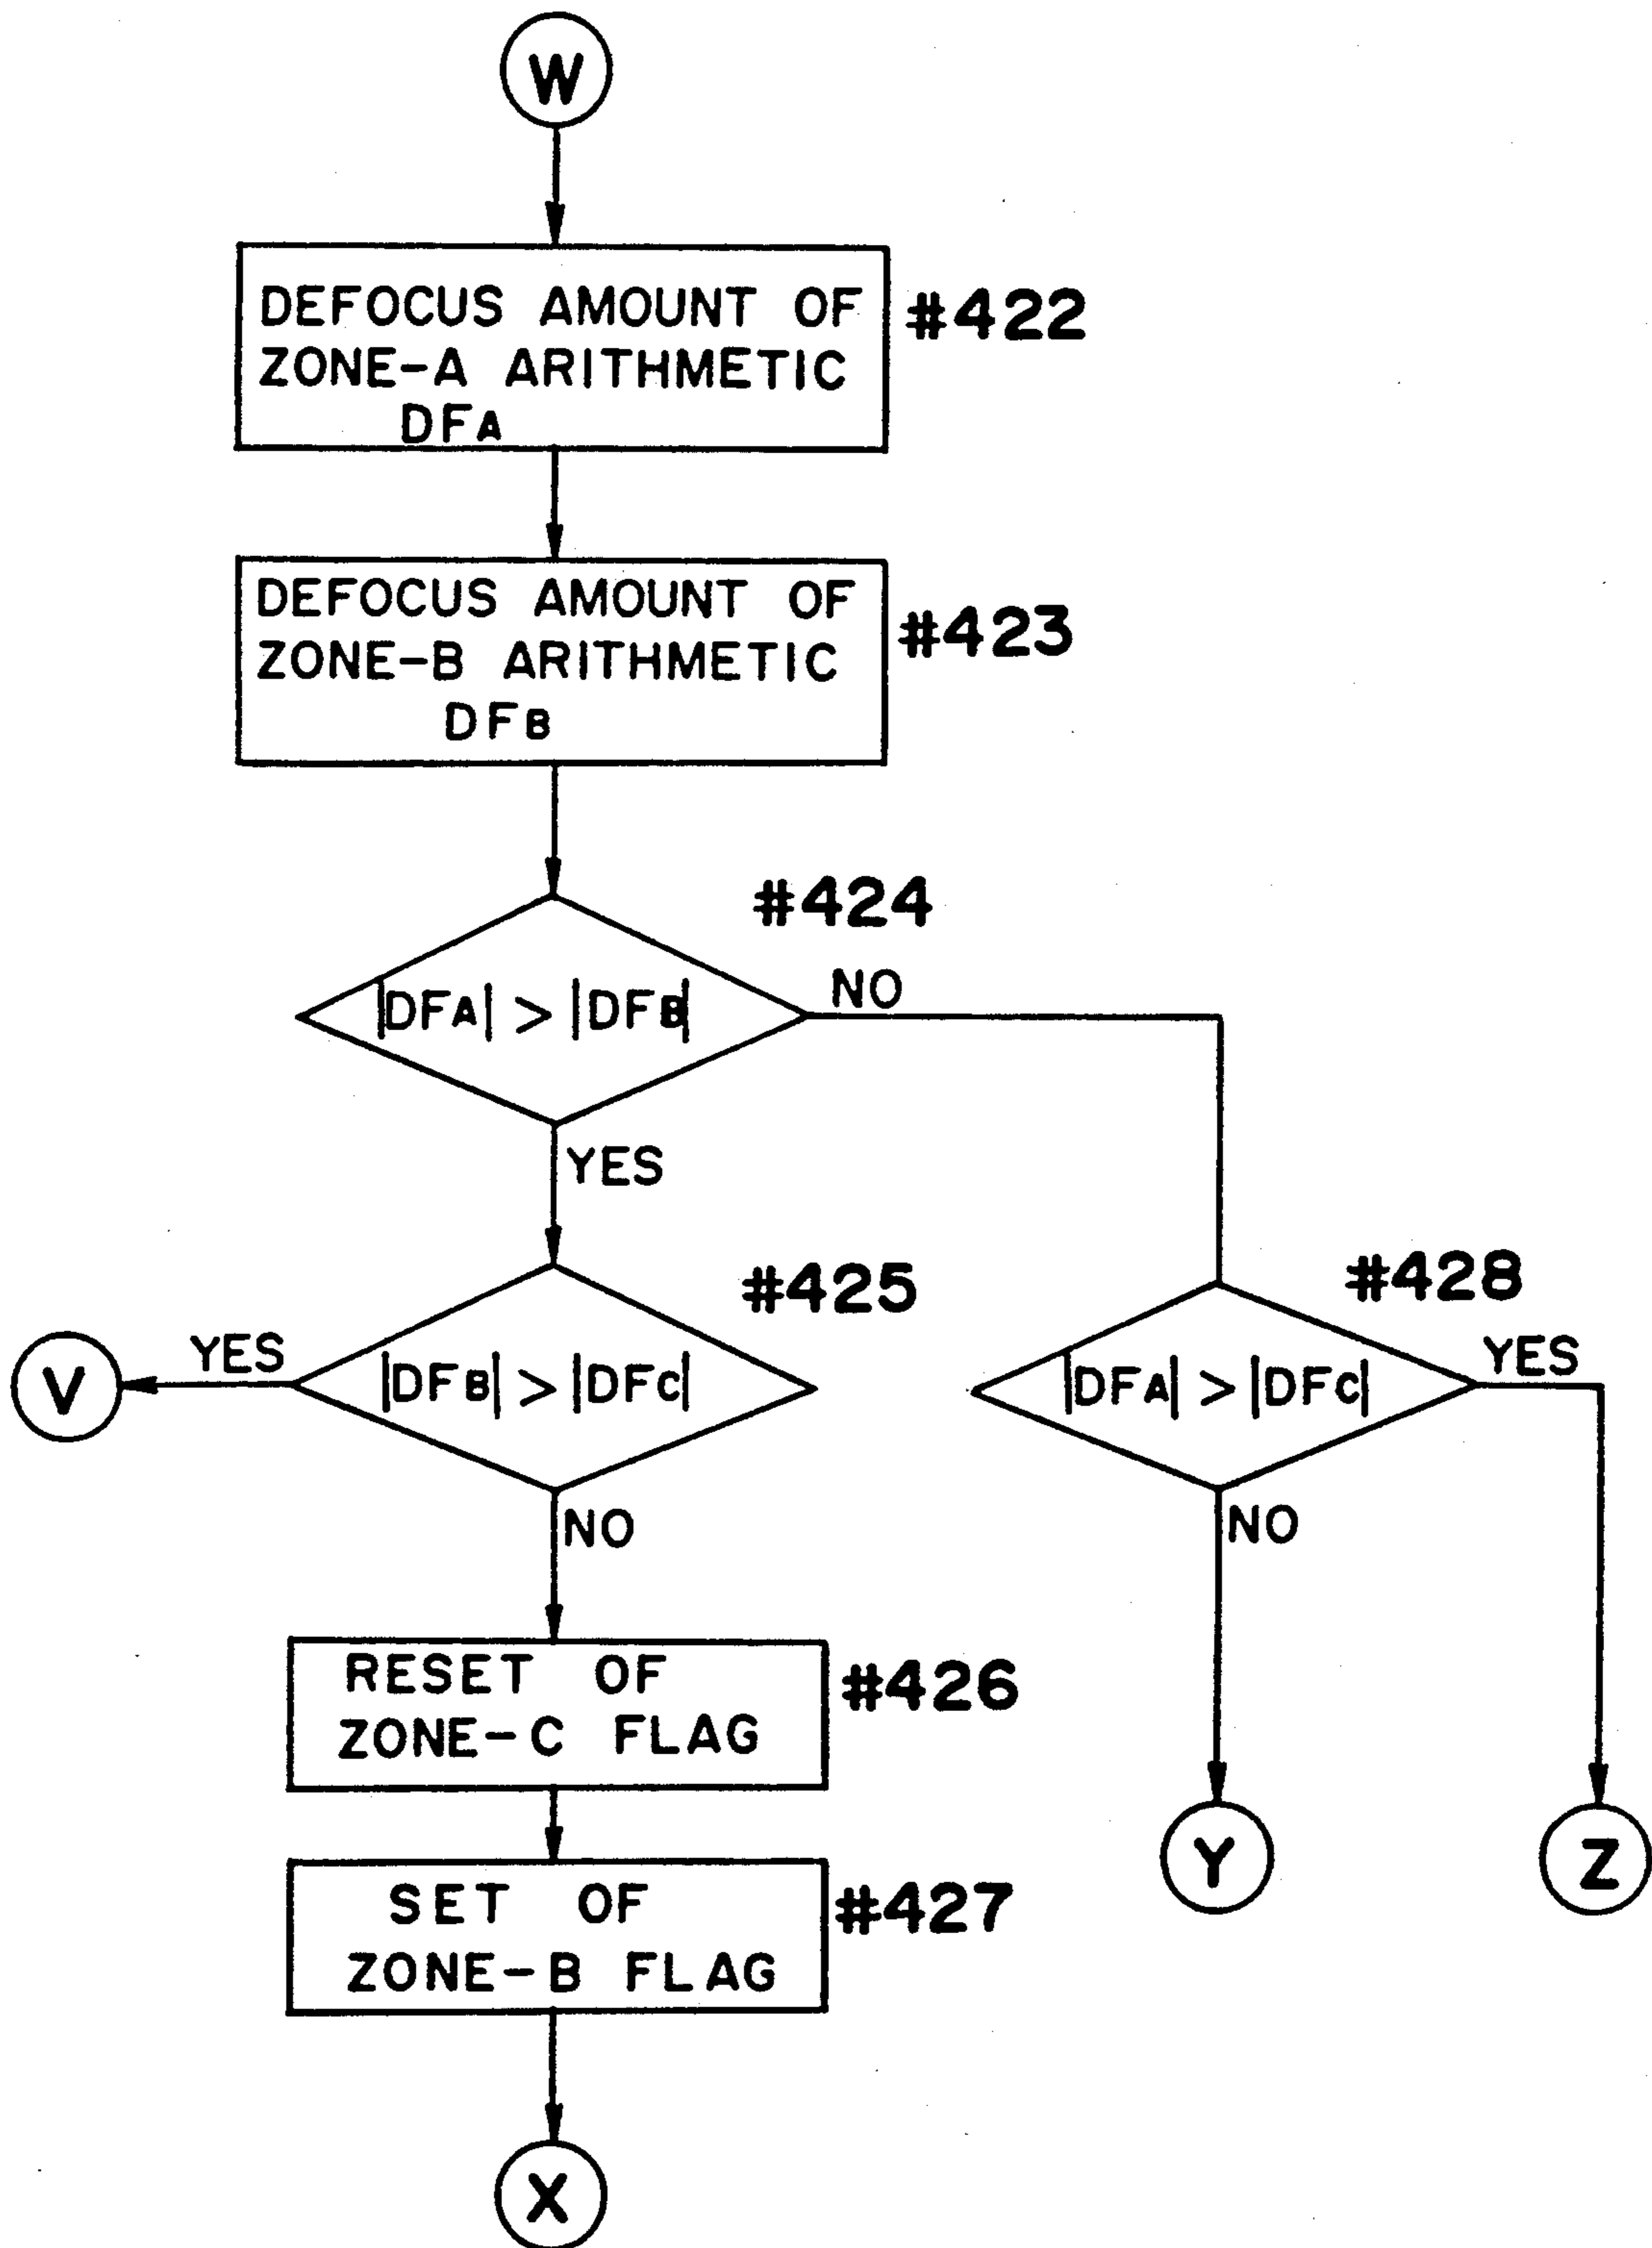 W
DEFOCUS AMOUNT OF
ZONE-A ARITHMETIC
DFA
#422
DEFOCUS AMOUNT OF
ZONE-B ARITHMETIC
DFB
#423
#424
|DFA| > |DFB|
NO
YES
#425
|DFB| > |DFC|
YES
V
NO
#428
|DFA| > |DFC|
YES
NO
RESET OF
ZONE-C FLAG
#426
SET OF
ZONE-B FLAG
#427
Y
Z
X